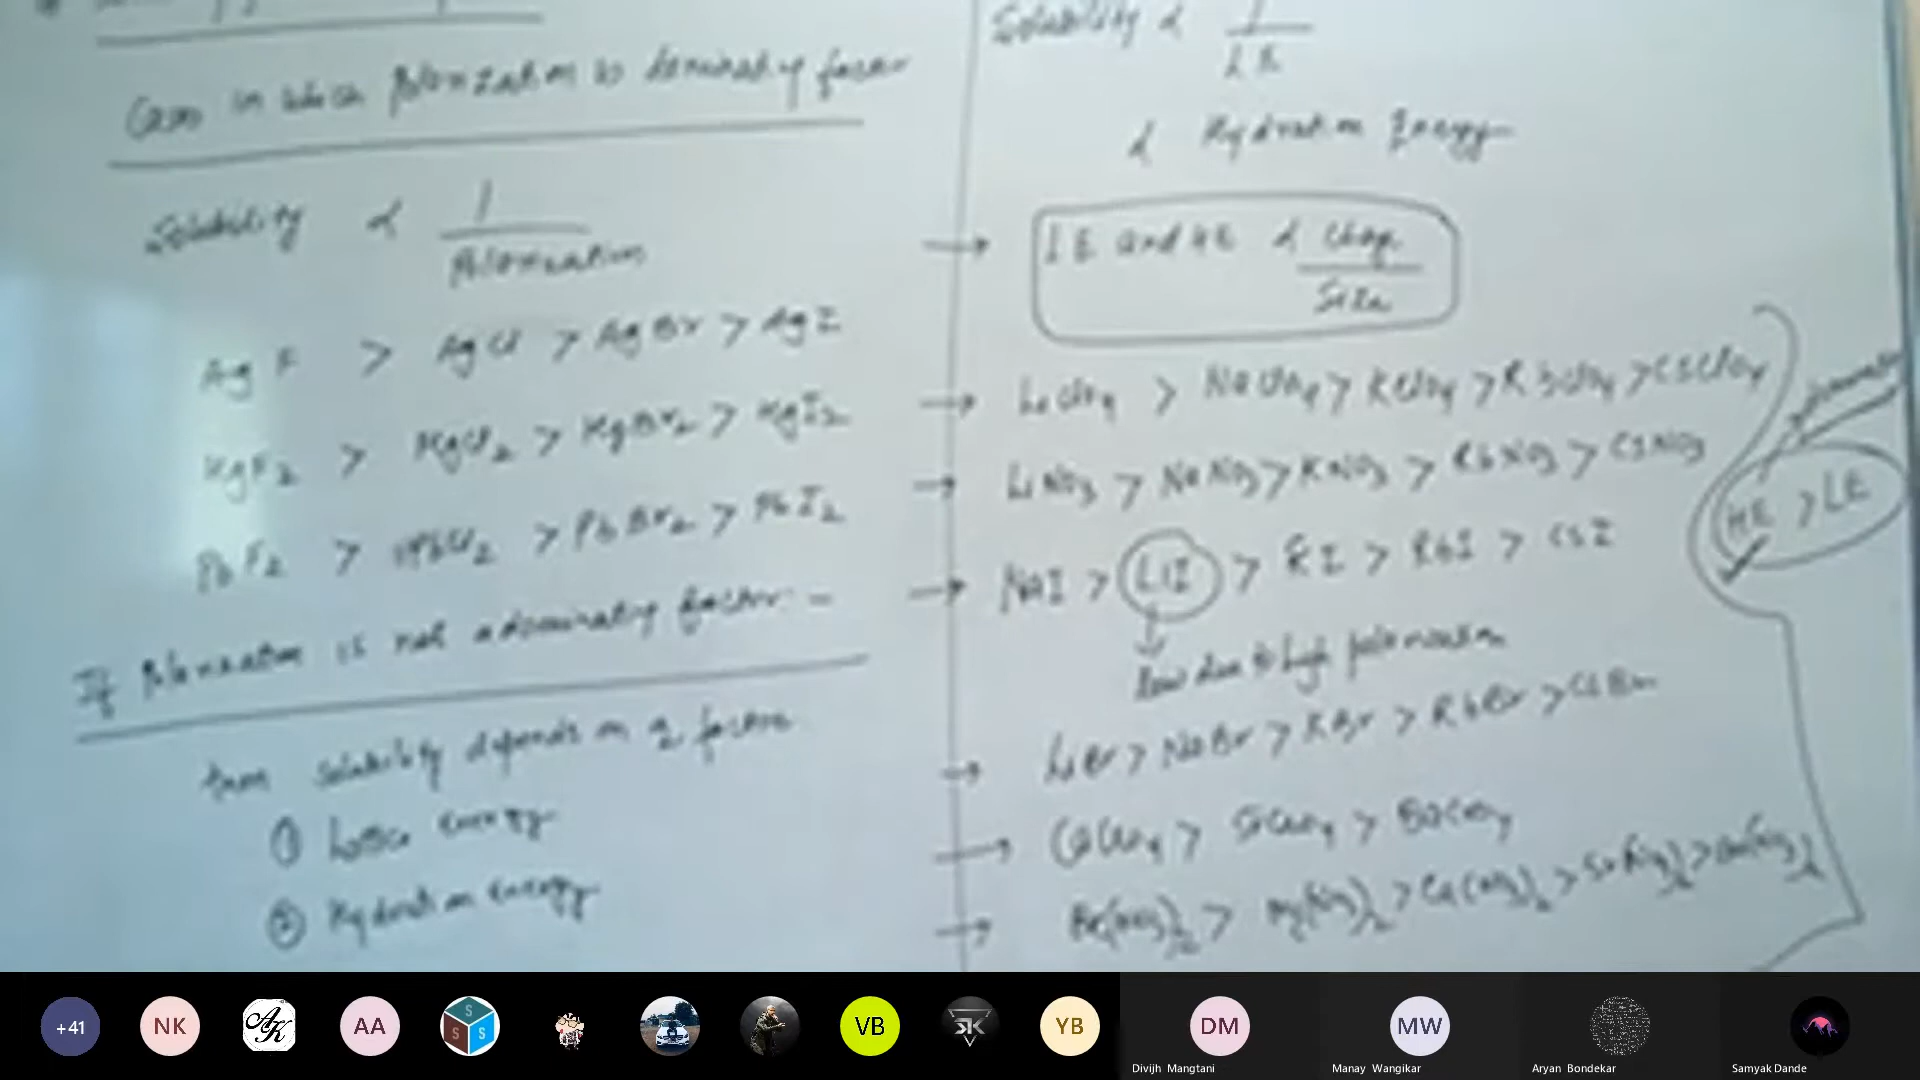 Cases in which Polarization is dominating factor
Solubility α 1 / Polarization
AgF > AgCl > AgBr > AgI
HgF2 > HgCl2 > HgBr2 > HgI2
PbF2 > PbCl2 > PbBr2 > PbI2
If Polarization is not a dominating factor :-
then solubility depends on 2 factors
① Lattice energy
② Hydration energy
Solubility α 1 / LE
α Hydration Energy
→ LE and HE α Charge / Size
→ LiClO4 > NaClO4 > KClO4 > RbClO4 > CsClO4
→ LiNO3 > NaNO3 > KNO3 > RbNO3 > CsNO3
HE > LE
→ NaI > LiI > KI > RbI > CsI
low due to high polarization
→ LiBr > NaBr > KBr > RbBr > CsBr
→ CaCrO4 > SrCrO4 > BaCrO4
→ Be(NO3)2 > Mg(NO3)2 > Ca(NO3)2 > Sr(NO3)2 > Ba(NO3)2
+41
NK
AK
AA
S
S S
VB
YB
DM
MW
Divijh Mangtani
Manay Wangikar
Aryan Bondekar
Samyak Dande